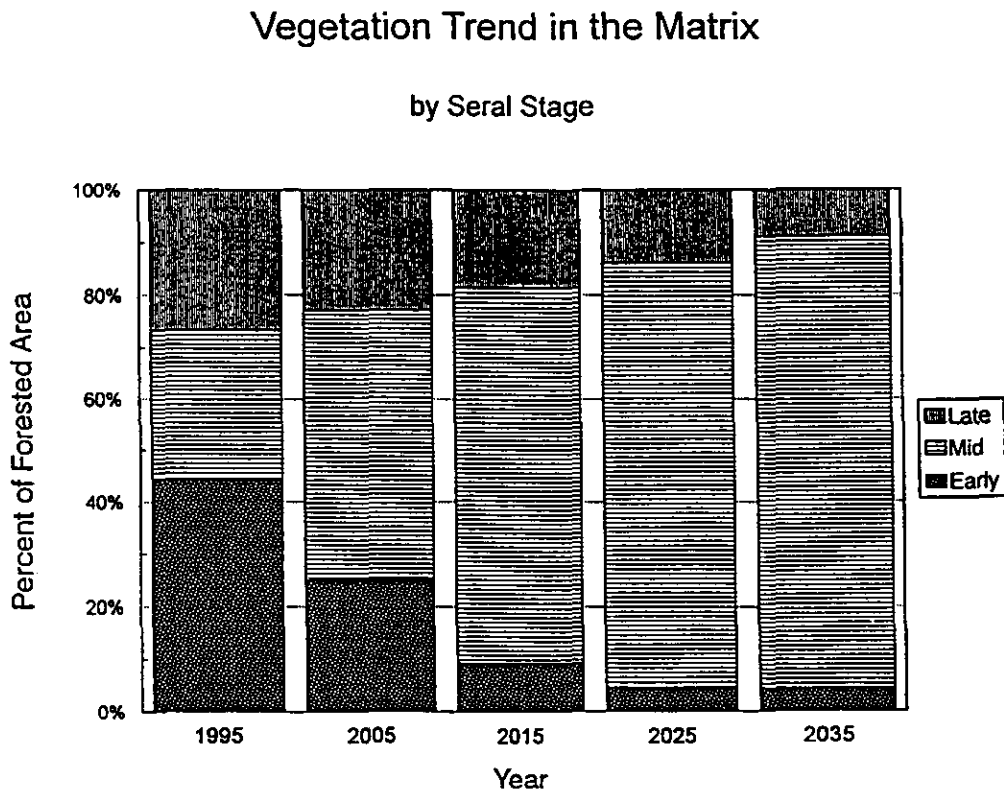 Vegetation Trend in the Matrix
by Seral Stage
Percent of Forested Area
100%
80%
60%
40%
20%
0%
1995 2005 2015 2025 2035
Year
Late
Mid
Early